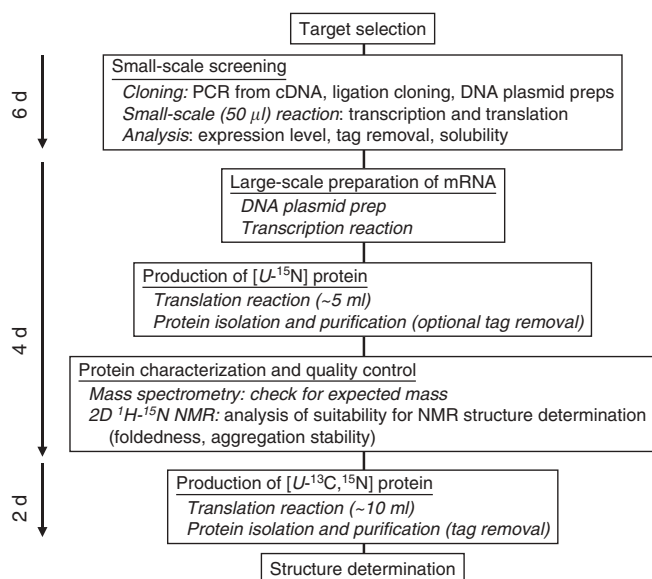 Target selection
6 d
Small-scale screening
Cloning: PCR from cDNA, ligation cloning, DNA plasmid preps
Small-scale (50 μl) reaction: transcription and translation
Analysis: expression level, tag removal, solubility
4 d
Large-scale preparation of mRNA
DNA plasmid prep
Transcription reaction
Production of [U-¹⁵N] protein
Translation reaction (~5 ml)
Protein isolation and purification (optional tag removal)
Protein characterization and quality control
Mass spectrometry: check for expected mass
2D ¹H-¹⁵N NMR: analysis of suitability for NMR structure determination
(foldedness, aggregation stability)
2 d
Production of [U-¹³C,¹⁵N] protein
Translation reaction (~10 ml)
Protein isolation and purification (tag removal)
Structure determination